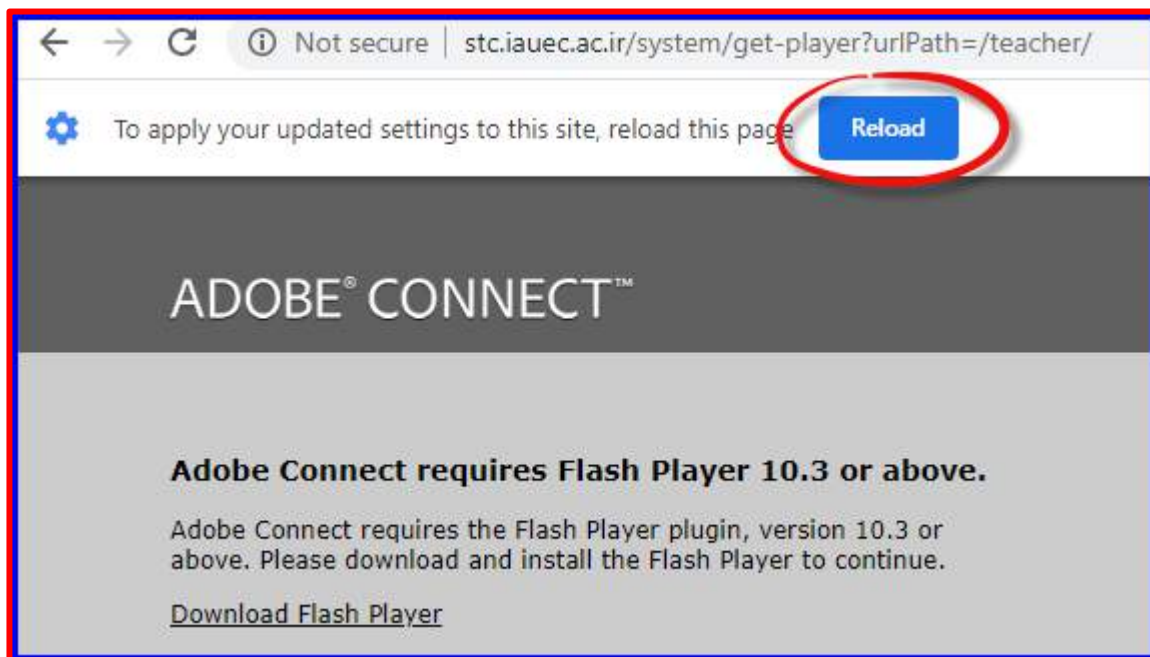 Not secure | stc.iauec.ac.ir/system/get-player?urlPath=/teacher/
To apply your updated settings to this site, reload this page Reload
ADOBE® CONNECT™
Adobe Connect requires Flash Player 10.3 or above.
Adobe Connect requires the Flash Player plugin, version 10.3 or
above. Please download and install the Flash Player to continue.
Download Flash Player